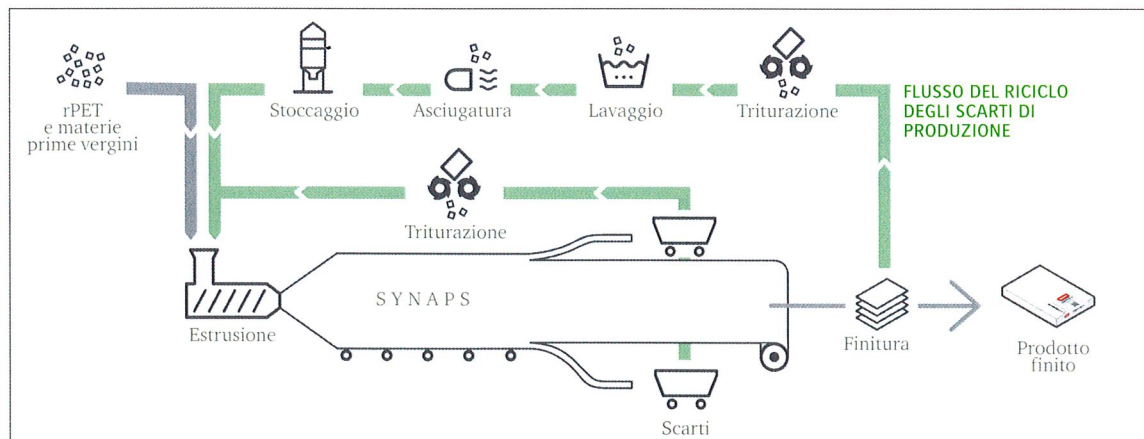 rPET
e materie
prime vergini
Stoccaggio
Asciugatura
Lavaggio
Triturazione
FLUSSO DEL RICICLO
DEGLI SCARTI DI
PRODUZIONE
Triturazione
SYNAPS
Estrusione
Finitura
Prodotto
finito
Scarti